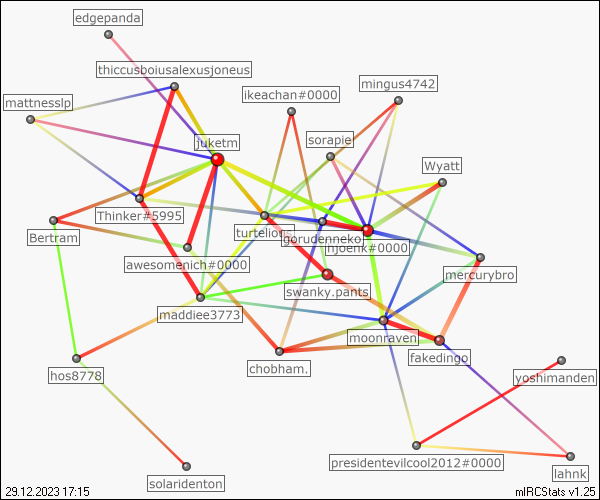 edgepanda
thiccusboiusalexusjoneus
mingus4742
ikeachan#0000
mattnesslp
juketm
sorapie
Wyatt
Thinker#5995
turtelion
gorudenneko
njoenk#0000
Bertram
awesomenich#0000
mercurybro
swanky.pants
maddiee3773
moonraven
fakedingo
chobham.
hos8778
yoshimanden
presidentevilcool2012#0000
lahnk
solaridenton
29.12.2023 17:15
mIRCStats v1.25